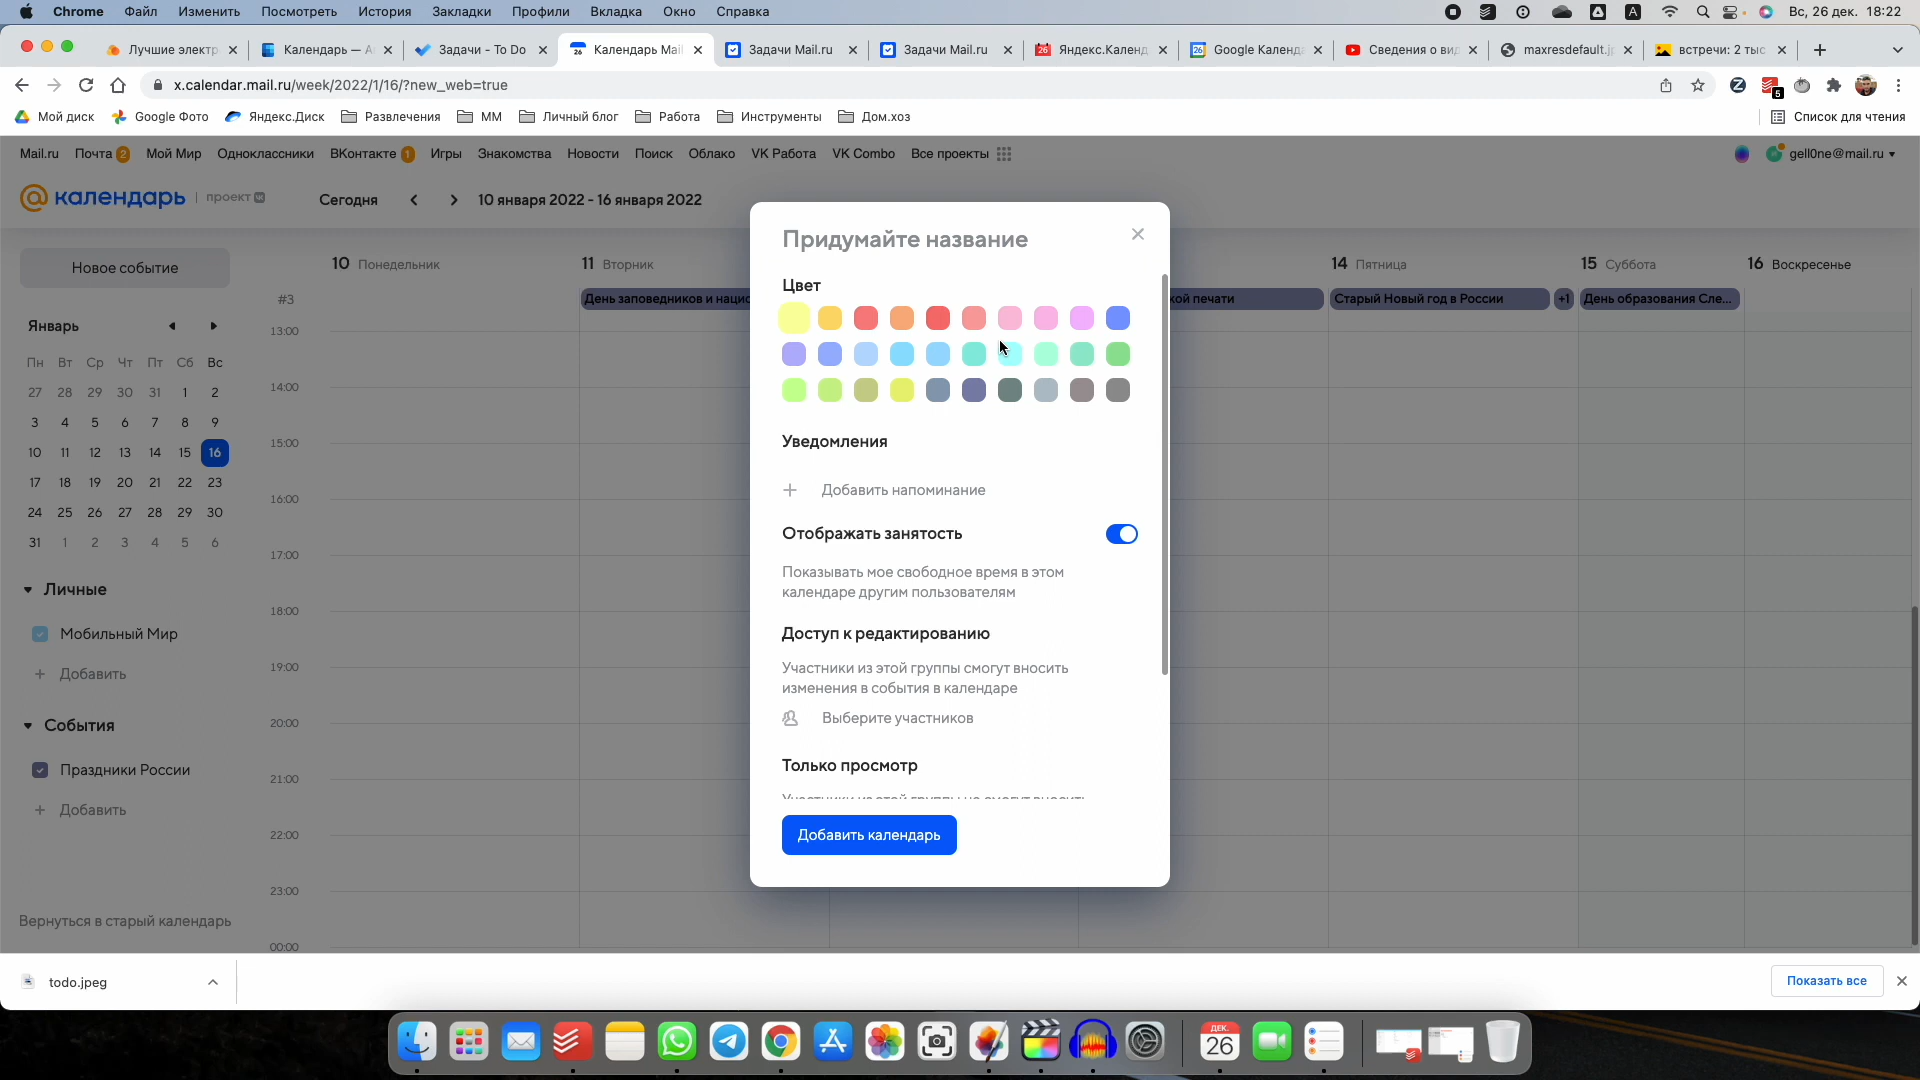 Chrome Файл Изменить Посмотреть История Закладки Профили Вкладка Окно Справка Вс, 26 дек. 18:22
Лучшие электр Календарь — А Задачи - To Do Календарь Mail Задачи Mail.ru Задачи Mail.ru Яндекс.Календ Google Календ Сведения о ви maxresdefault.j встречи: 2 тыс
x.calendar.mail.ru/week/2022/1/16/?new_web=true
5
Мой диск Google Фото Яндекс.Диск Развлечения ММ Личный блог Работа Инструменты Дом.хоз Список для чтения
Mail.ru Почта 2 Мой Мир Одноклассники ВКонтакте 1 Игры Знакомства Новости Поиск Облако VK Работа VK Combo Все проекты gell0ne@mail.ru
календарь проект Сегодня 10 января 2022 - 16 января 2022
Новое событие
10 Понедельник 11 Вторник 14 Пятница 15 Суббота 16 Воскресенье
#3 День заповедников и нацио кой печати Старый Новый год в России +1 День образования Сле...
Январь
Пн Вт Ср Чт Пт Сб Вс
27 28 29 30 31 1 2
3 4 5 6 7 8 9
10 11 12 13 14 15 16
17 18 19 20 21 22 23
24 25 26 27 28 29 30
31 1 2 3 4 5 6
Личные
Мобильный Мир
+ Добавить
События
Праздники России
+ Добавить
Вернуться в старый календарь
13:00
14:00
15:00
16:00
17:00
18:00
19:00
20:00
21:00
22:00
23:00
00:00
Придумайте название
Цвет
Уведомления
+ Добавить напоминание
Отображать занятость
Показывать мое свободное время в этом
календаре другим пользователям
Доступ к редактированию
Участники из этой группы смогут вносить
изменения в события в календаре
Выберите участников
Только просмотр
Участники из этой группы не смогут вносить
Добавить календарь
todo.jpeg Показать все
ДЕК.
26